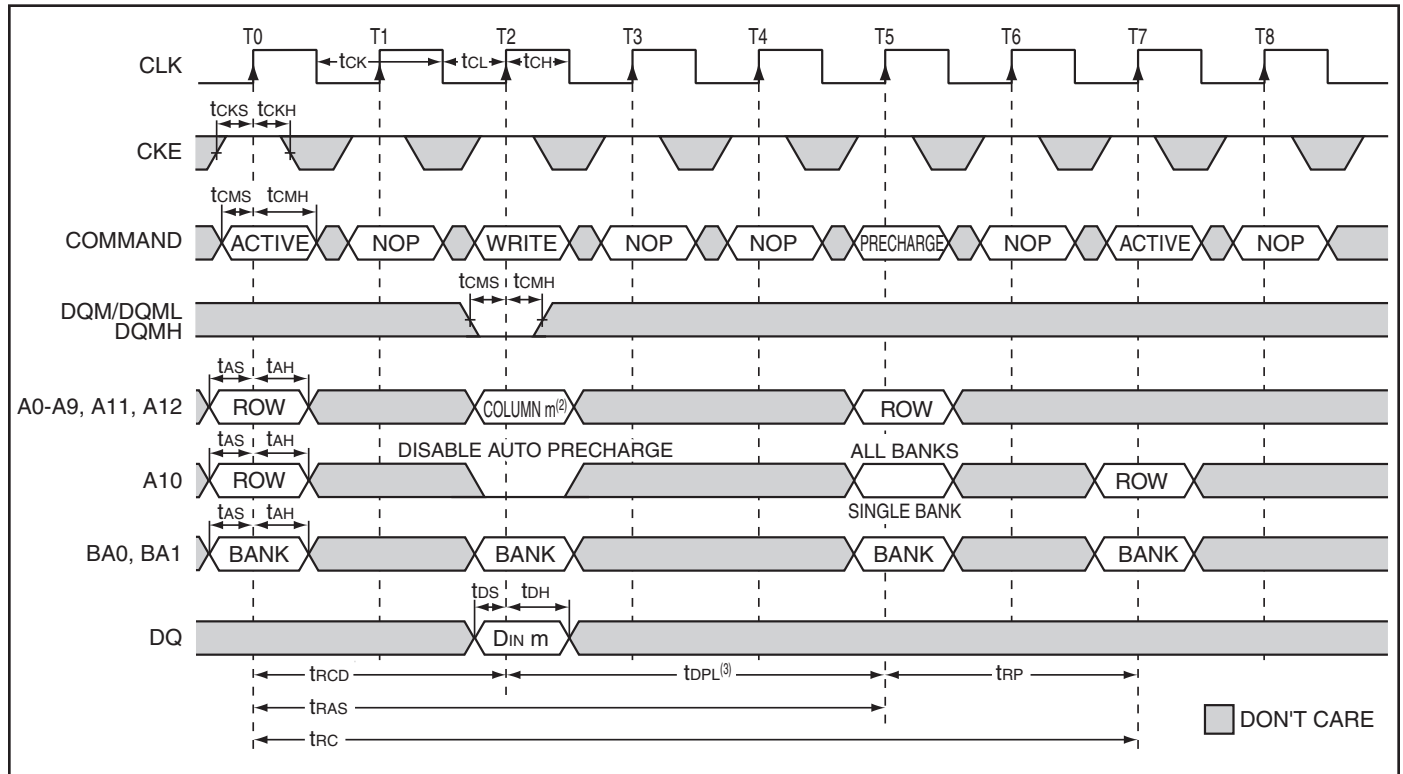 T0 T1 T2 T3 T4 T5 T6 T7 T8
CLK
tCK tCL tCH
tCKS tCKH
CKE
tCMS tCMH
COMMAND ACTIVE NOP WRITE NOP NOP PRECHARGE NOP ACTIVE NOP
tCMS tCMH
DQM/DQML
DQMH
tAS tAH
A0-A9, A11, A12 ROW COLUMN m(2) ROW
tAS tAH DISABLE AUTO PRECHARGE ALL BANKS
A10 ROW ROW
tAS tAH SINGLE BANK
BA0, BA1 BANK BANK BANK BANK
tDS tDH
DQ DIN m
tRCD tDPL(3) tRP
tRAS
DON'T CARE
tRC